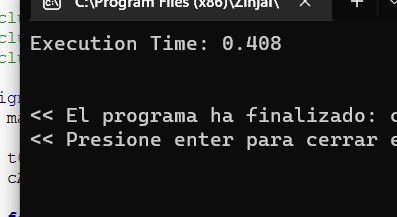 C:\Program Files (x86)\Zinjai\
Execution Time: 0.408
<< El programa ha finalizado:
<< Presione enter para cerrar